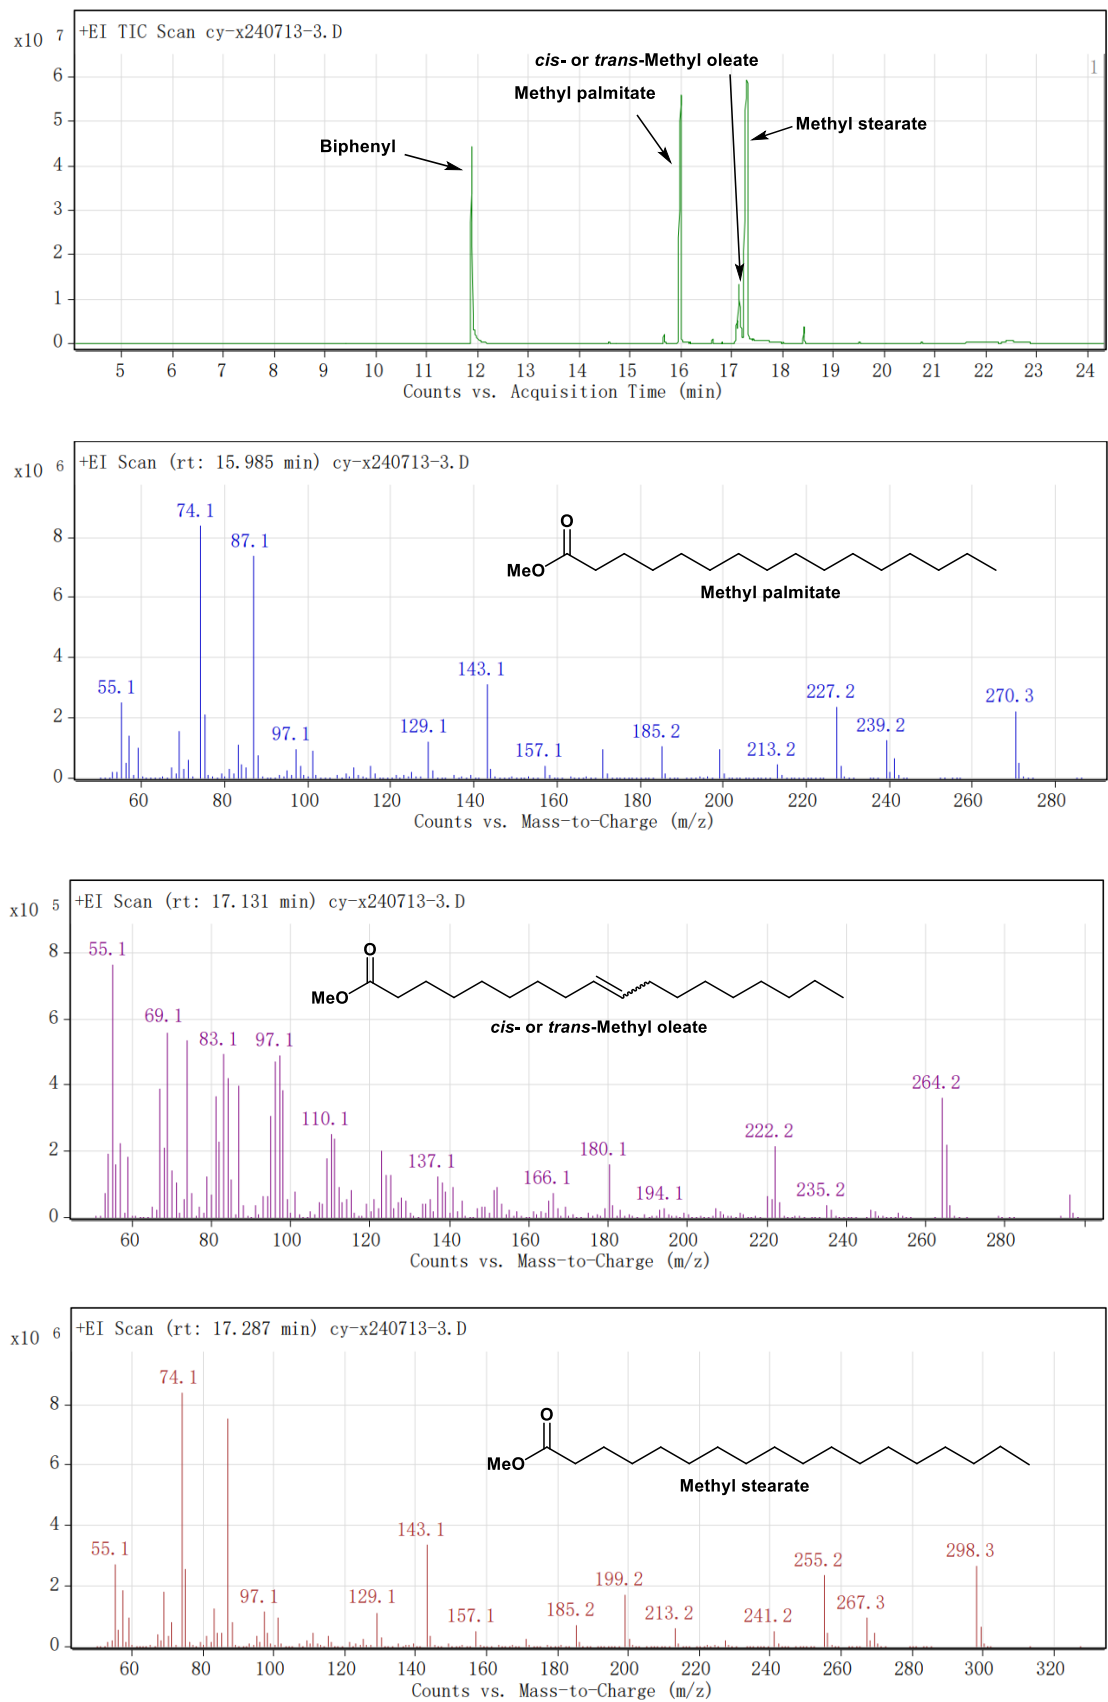 +EI TIC Scan cy-x240713-3.D
x10 7
1
cis- or trans-Methyl oleate
Methyl palmitate
Methyl stearate
Biphenyl
6
5
4
3
2
1
0
5 6 7 8 9 10 11 12 13 14 15 16 17 18 19 20 21 22 23 24
Counts vs. Acquisition Time (min)
+EI Scan (rt: 15.985 min) cy-x240713-3.D
x10 6
74.1
87.1
55.1
97.1
129.1
143.1
157.1
185.2
213.2
227.2
239.2
270.3
O
MeO
Methyl palmitate
8
6
4
2
0
60 80 100 120 140 160 180 200 220 240 260 280
Counts vs. Mass-to-Charge (m/z)
+EI Scan (rt: 17.131 min) cy-x240713-3.D
x10 5
55.1
69.1
83.1
97.1
110.1
137.1
166.1
180.1
194.1
222.2
235.2
264.2
O
MeO
cis- or trans-Methyl oleate
8
6
4
2
0
60 80 100 120 140 160 180 200 220 240 260 280
Counts vs. Mass-to-Charge (m/z)
+EI Scan (rt: 17.287 min) cy-x240713-3.D
x10 6
74.1
55.1
97.1
129.1
143.1
157.1
185.2
199.2
213.2
241.2
255.2
267.3
298.3
O
MeO
Methyl stearate
8
6
4
2
0
60 80 100 120 140 160 180 200 220 240 260 280 300 320
Counts vs. Mass-to-Charge (m/z)